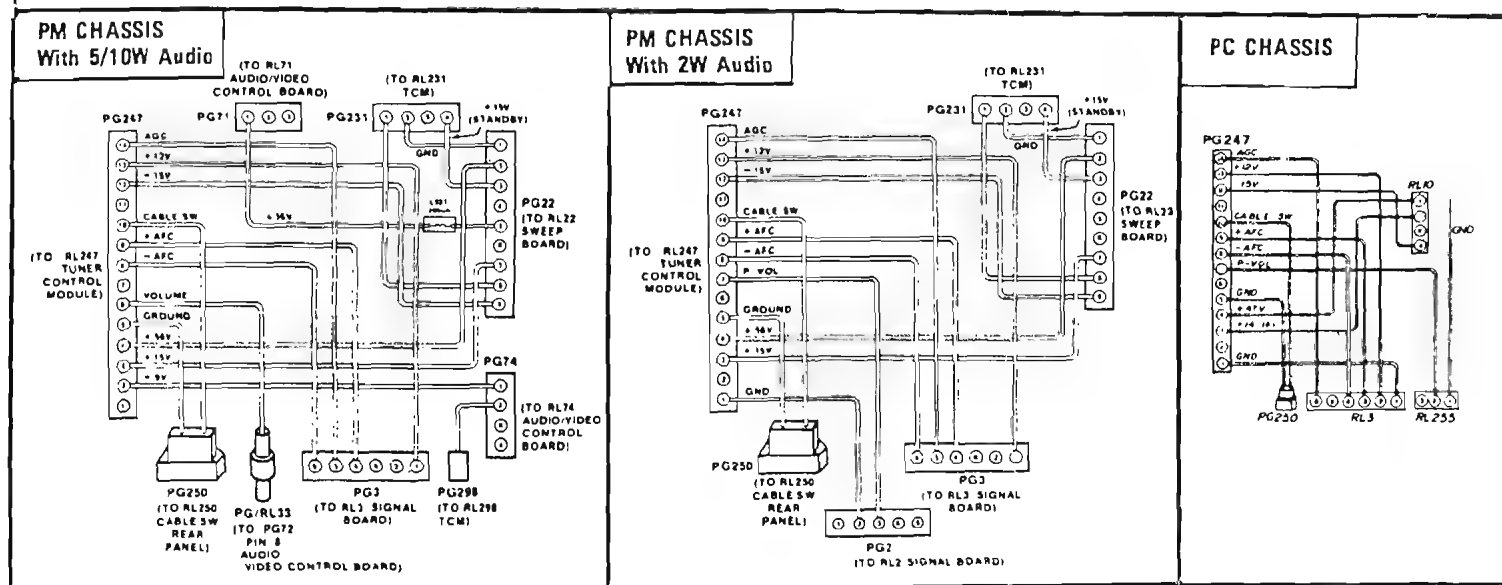 PM CHASSIS
With 5/10W Audio
(TO RL71
AUDIO/VIDEO
CONTROL BOARD)
PG71
(TO RL231
TCM)
PG231
+15V
(STANDBY)
GND
PG247
AGC
+12V
-15V
CABLE SW
+AFC
-AFC
VOLUME
GROUND
+56V
+15V
+9V
+56V
(TO RL247
TUNER
CONTROL
MODULE)
PG22
(TO RL22
SWEEP
BOARD)
PG74
(TO RL74
AUDIO/VIDEO
CONTROL
BOARD)
PG250
(TO RL250
CABLE SW
REAR
PANEL)
PG/RL33
(TO PG72
PIN 8
AUDIO
VIDEO CONTROL BOARD)
PG3
(TO RL3 SIGNAL
BOARD)
PG298
(TO RL298
TCM)
PM CHASSIS
With 2W Audio
(TO RL231
TCM)
PG231
+15V
(STANDBY)
GND
PG247
AGC
+12V
-15V
CABLE SW
+AFC
-AFC
P-VOL
GROUND
+56V
+15V
GND
(TO RL247
TUNER
CONTROL
MODULE)
PG22
(TO RL23
SWEEP
BOARD)
PG250
(TO RL250
CABLE SW
REAR
PANEL)
PG3
(TO RL3 SIGNAL
BOARD)
PG2
(TO RL2 SIGNAL BOARD)
PC CHASSIS
PG247
AGC
+12V
15V
CABLE SW
+AFC
-AFC
P-VOL
GND
+47V
GND
RL10
GND
PG250
RL3
RL255